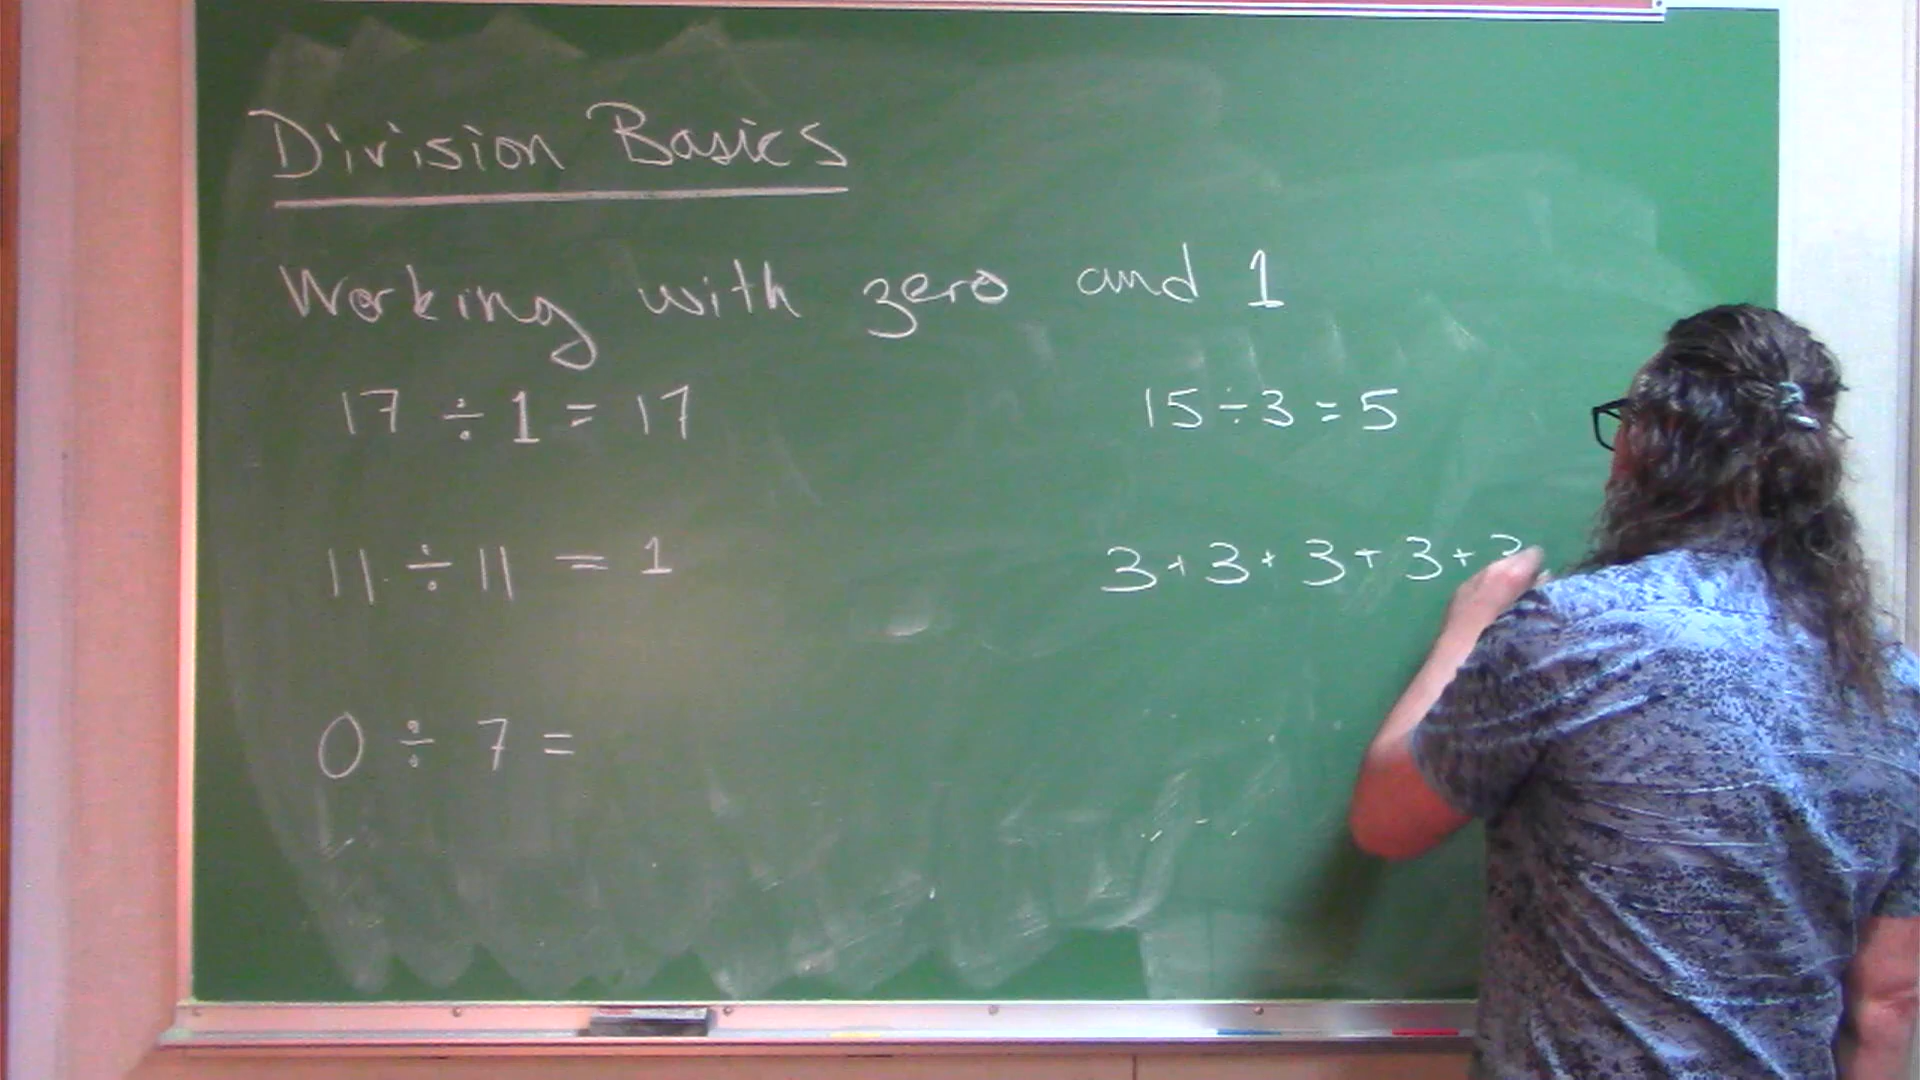 Division Basics
Working with zero and 1
17 ÷ 1 = 17
15 ÷ 3 = 5
11 ÷ 11 = 1
3 + 3 + 3 + 3 + 3
0 ÷ 7 =